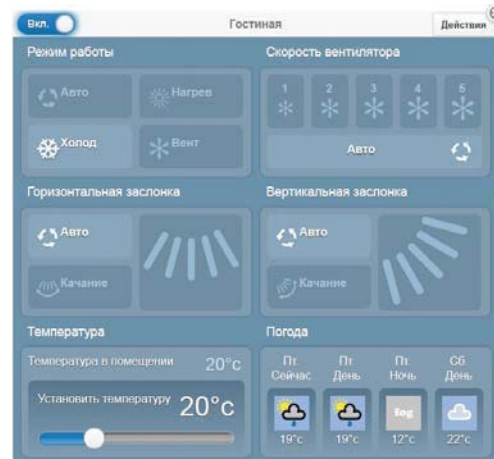 Вкл.
Гостиная
Действия
Режим работы
Авто
Нагрев
Холод
Вент
Скорость вентилятора
1 2 3 4 5
Авто
Горизонтальная заслонка
Авто
Качание
Вертикальная заслонка
Авто
Качание
Температура
Температура в помещении 20°c
Установить температуру 20°c
Погода
Пт. Пт. Пт. Сб.
Сейчас День Ночь День
fog
19°c 19°c 12°c 22°c